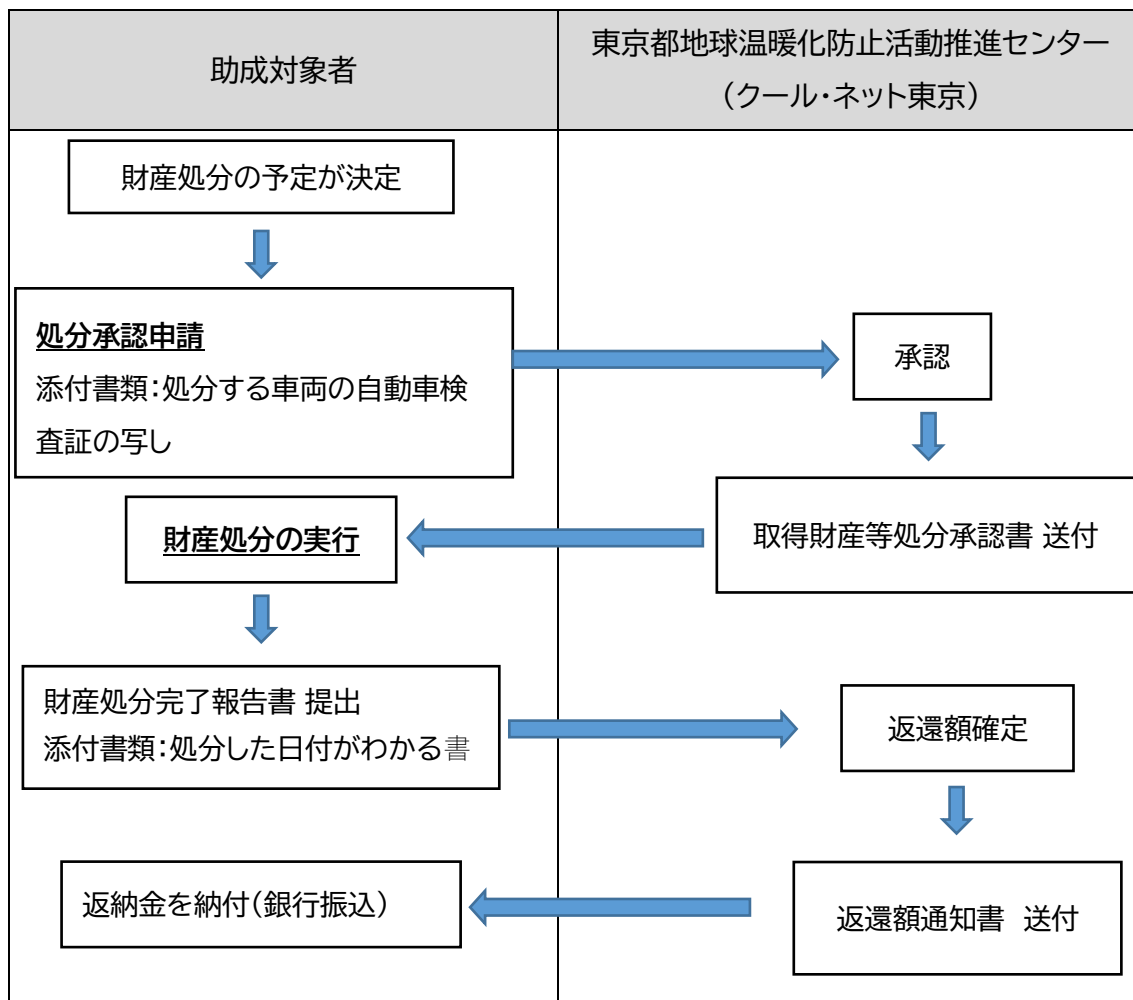 助成対象者
東京都地球温暖化防止活動推進センター
(クール・ネット東京)
財産処分の予定が決定
処分承認申請
添付書類:処分する車両の自動車検
査証の写し
承認
取得財産等処分承認書 送付
財産処分の実行
財産処分完了報告書 提出
添付書類:処分した日付がわかる書
返還額確定
返還額通知書 送付
返納金を納付(銀行振込)